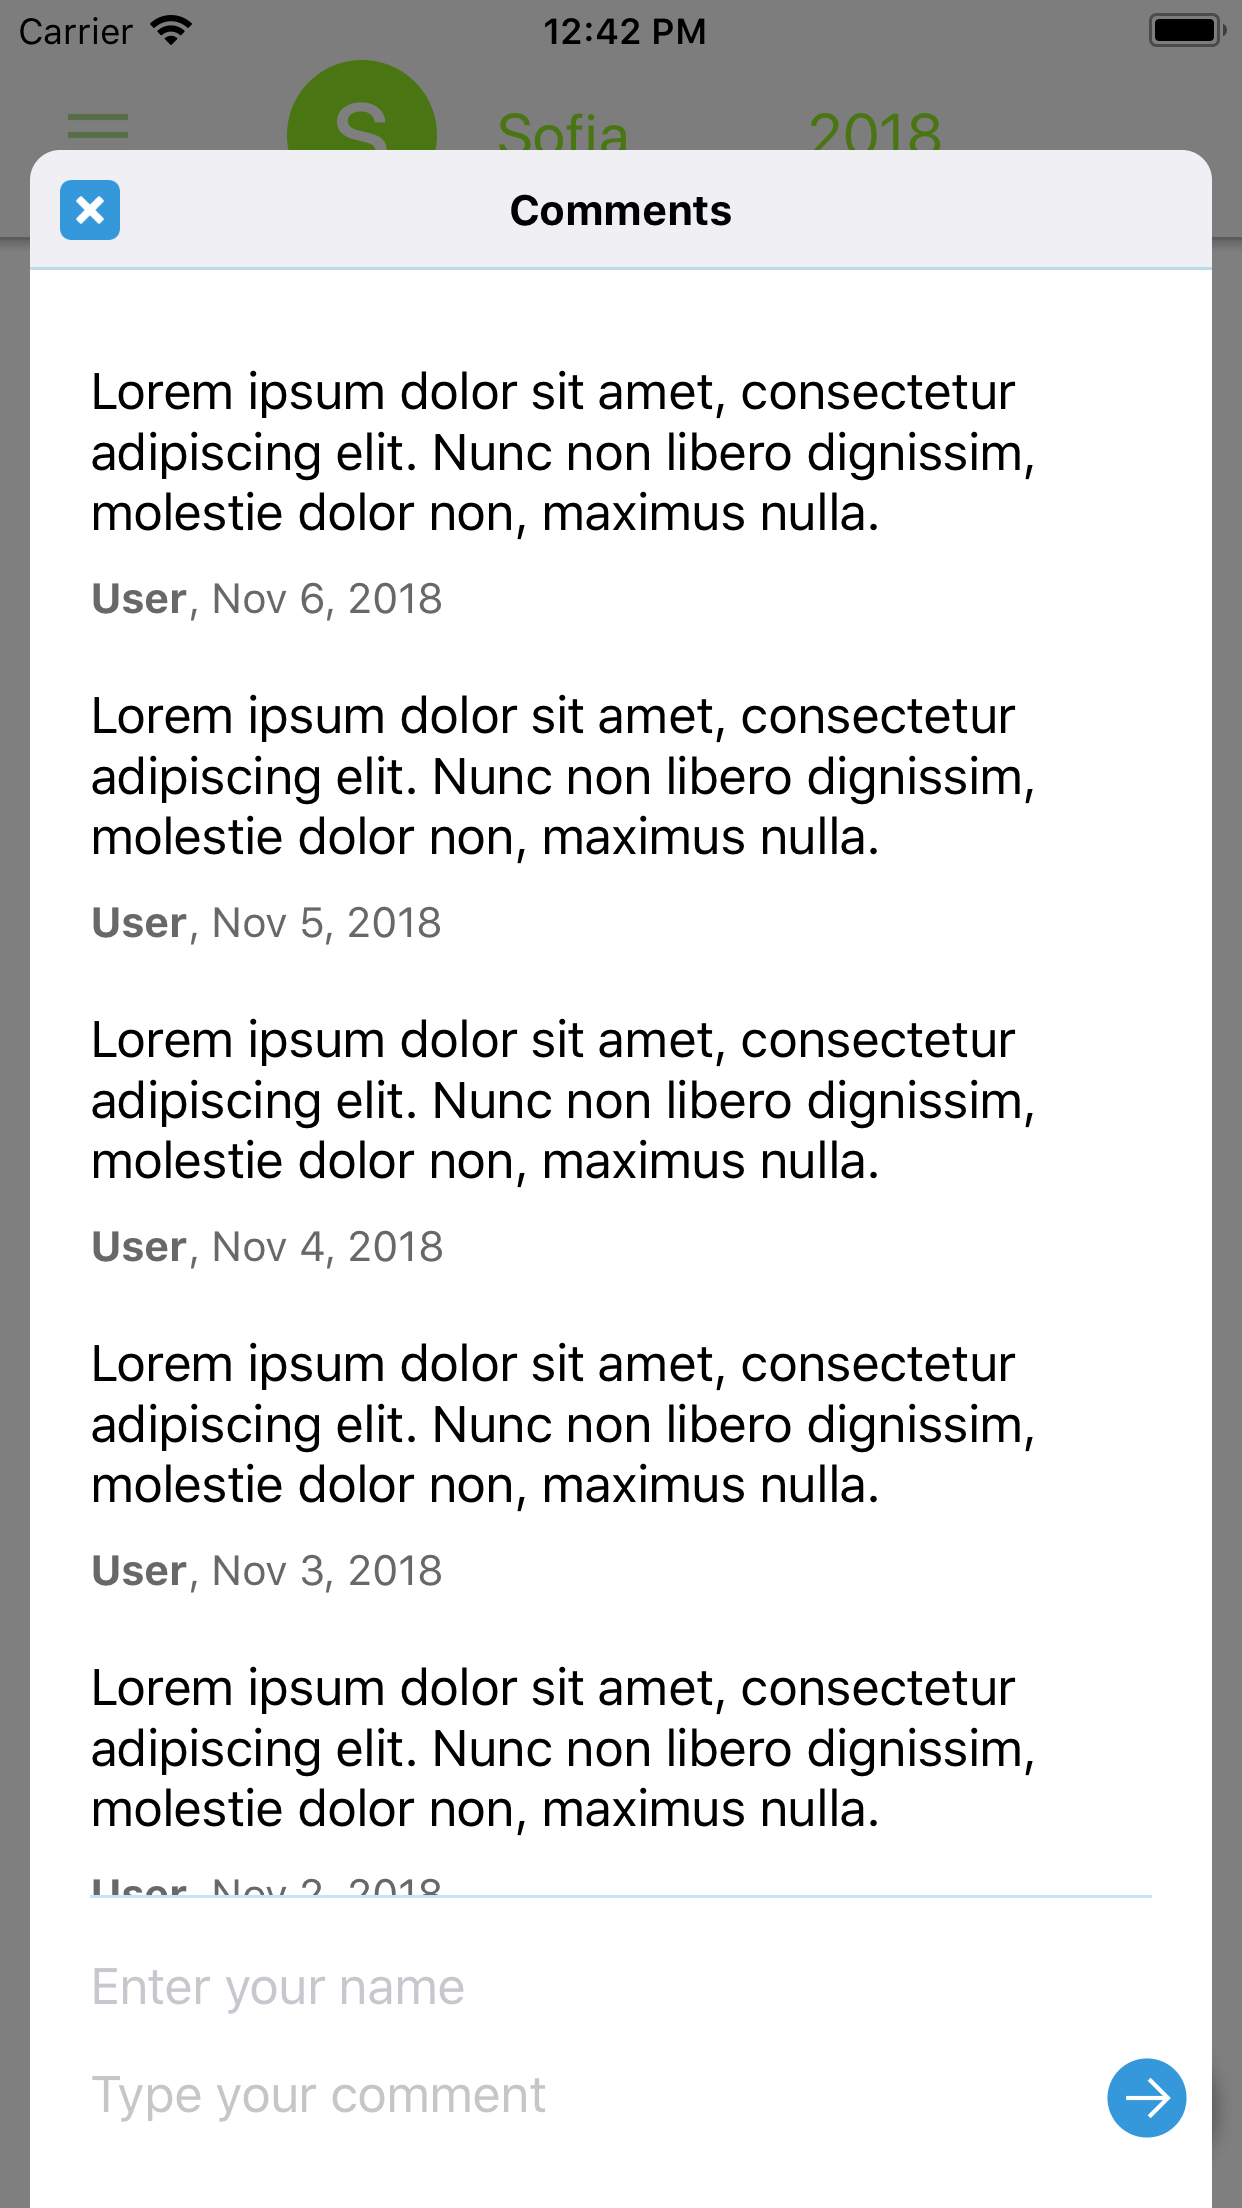 Carrier 12:42 PM
S Sofia 2018
Comments
Lorem ipsum dolor sit amet, consectetur
adipiscing elit. Nunc non libero dignissim,
molestie dolor non, maximus nulla.
User, Nov 6, 2018
Lorem ipsum dolor sit amet, consectetur
adipiscing elit. Nunc non libero dignissim,
molestie dolor non, maximus nulla.
User, Nov 5, 2018
Lorem ipsum dolor sit amet, consectetur
adipiscing elit. Nunc non libero dignissim,
molestie dolor non, maximus nulla.
User, Nov 4, 2018
Lorem ipsum dolor sit amet, consectetur
adipiscing elit. Nunc non libero dignissim,
molestie dolor non, maximus nulla.
User, Nov 3, 2018
Lorem ipsum dolor sit amet, consectetur
adipiscing elit. Nunc non libero dignissim,
molestie dolor non, maximus nulla.
User, Nov 2, 2018
Enter your name
Type your comment